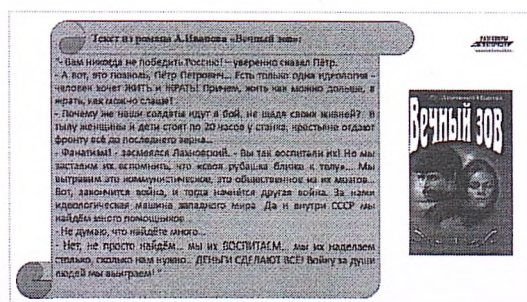 Текст из романа А.Иванова «Вечный зов»:
"- Вам никогда не победить Россию! – уверенно сказал Пётр.
- А вот, это позволь, Пётр Петрович... Есть только одна идеология -
человек хочет ЖИТЬ и ЖРАТЬ! Причем, жить как можно дольше, а
жрать, как можно слаще!
- Почему же наши солдаты идут в бой, не щадя своих жизней? В
тылу женщины и дети стоят по 20 часов у станка, крестьяне отдают
фронту всё до последнего зерна...
- Фанатизм! - засмеялся Лахновский. - Вы так воспитали их! Но мы
заставим их вспомнить, что «своя рубашка ближе к телу»... Мы
вытравим это коммунистическое, это общественное из их мозгов...
Вот, закончится война, и тогда начнётся другая война. За нами
идеологическая машина западного мира. Да и внутри СССР мы
найдём много помощников...
- Не думаю, что найдёте много...
- Нет, не просто найдём... мы их ВОСПИТАЕМ... мы их наделаем
столько, сколько нам нужно... ДЕНЬГИ СДЕЛАЮТ ВСЁ! Войну за души
людей мы выиграем! "
Вечный зов